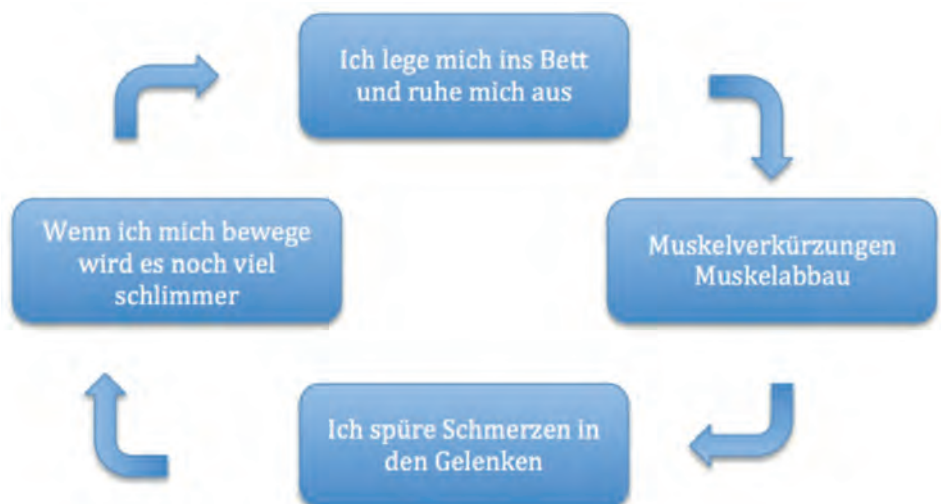 Ich lege mich ins Bett
und ruhe mich aus
Wenn ich mich bewege
wird es noch viel
schlimmer
Muskelverkürzungen
Muskelabbau
Ich spüre Schmerzen in
den Gelenken